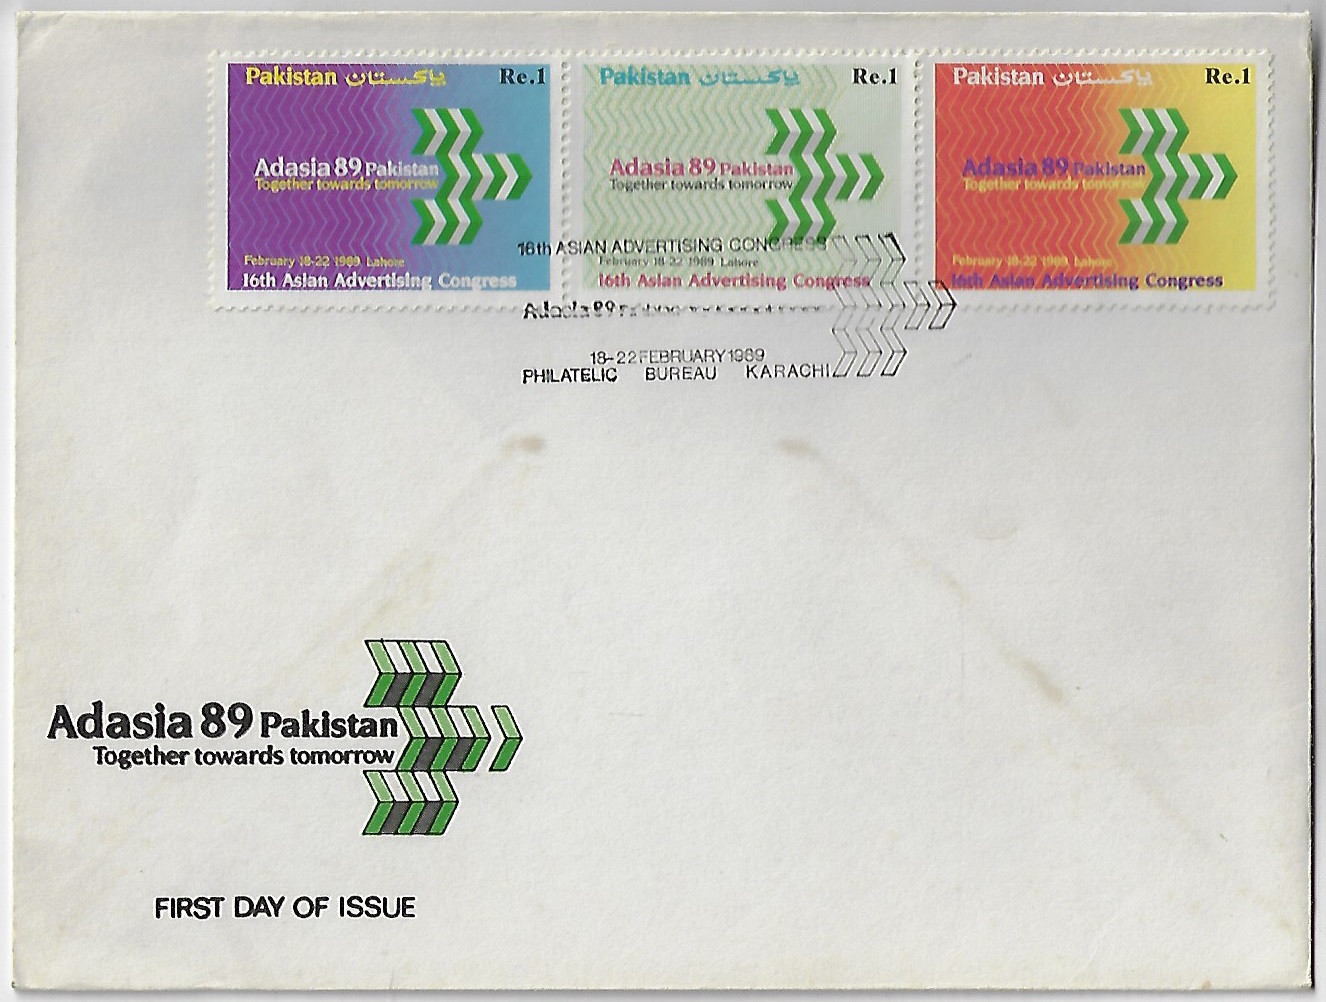 Pakistan پاکستان Re.1
Adasia 89 Pakistan
Together towards tomorrow
February 18-22 1989 Lahore
16th Asian Advertising Congress
Pakistan پاکستان Re.1
Adasia 89 Pakistan
Together towards tomorrow
February 18-22 1989 Lahore
16th Asian Advertising Congress
Pakistan پاکستان Re.1
Adasia 89 Pakistan
Together towards tomorrow
February 18-22 1989 Lahore
16th Asian Advertising Congress
16th ASIAN ADVERTISING CONGRESS
Adasia 89
18-22 FEBRUARY 1989
PHILATELIC BUREAU KARACHI
Adasia 89 Pakistan
Together towards tomorrow
FIRST DAY OF ISSUE